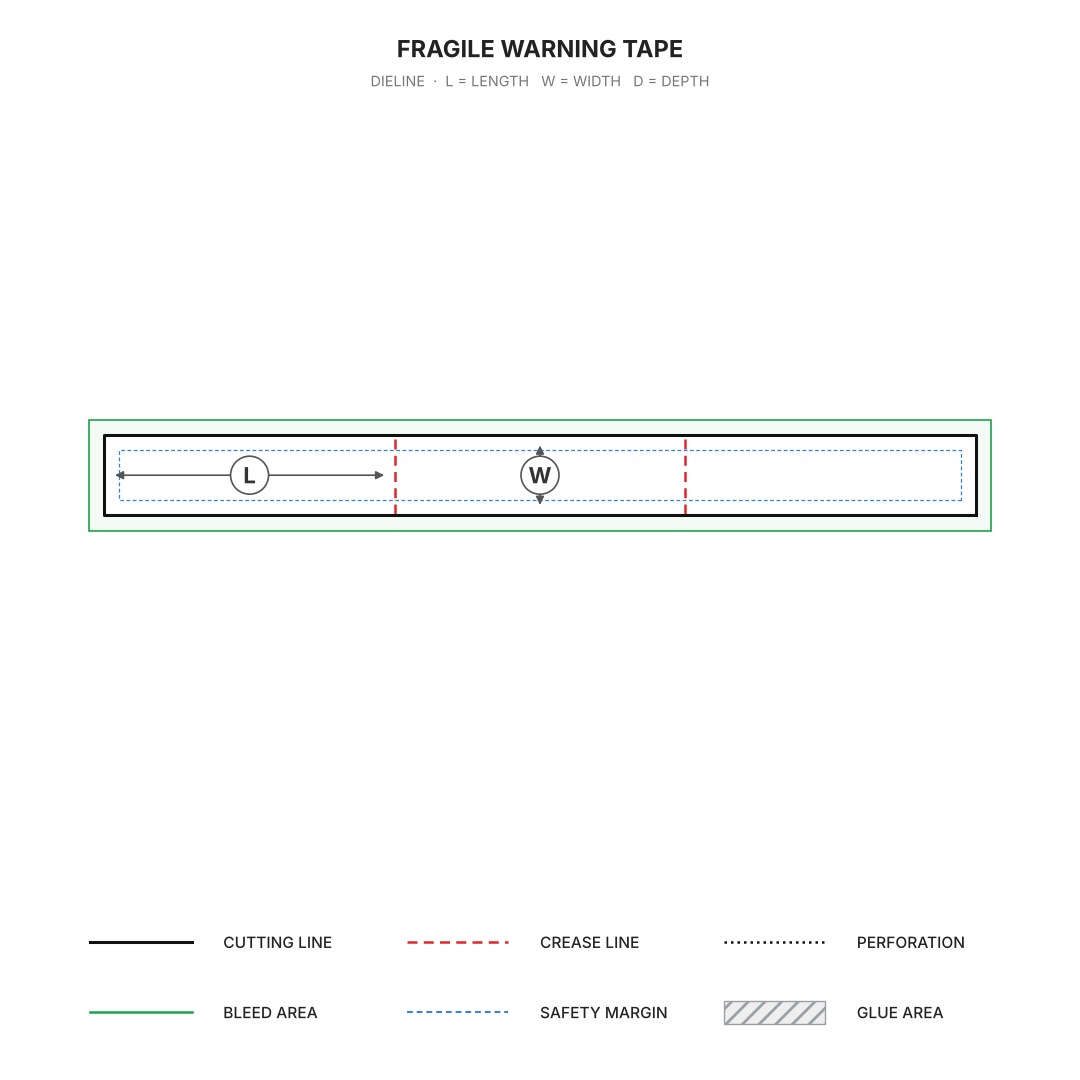 FRAGILE WARNING TAPE
DIELINE · L = LENGTH W = WIDTH D = DEPTH
L W
CUTTING LINE CREASE LINE PERFORATION
BLEED AREA SAFETY MARGIN GLUE AREA